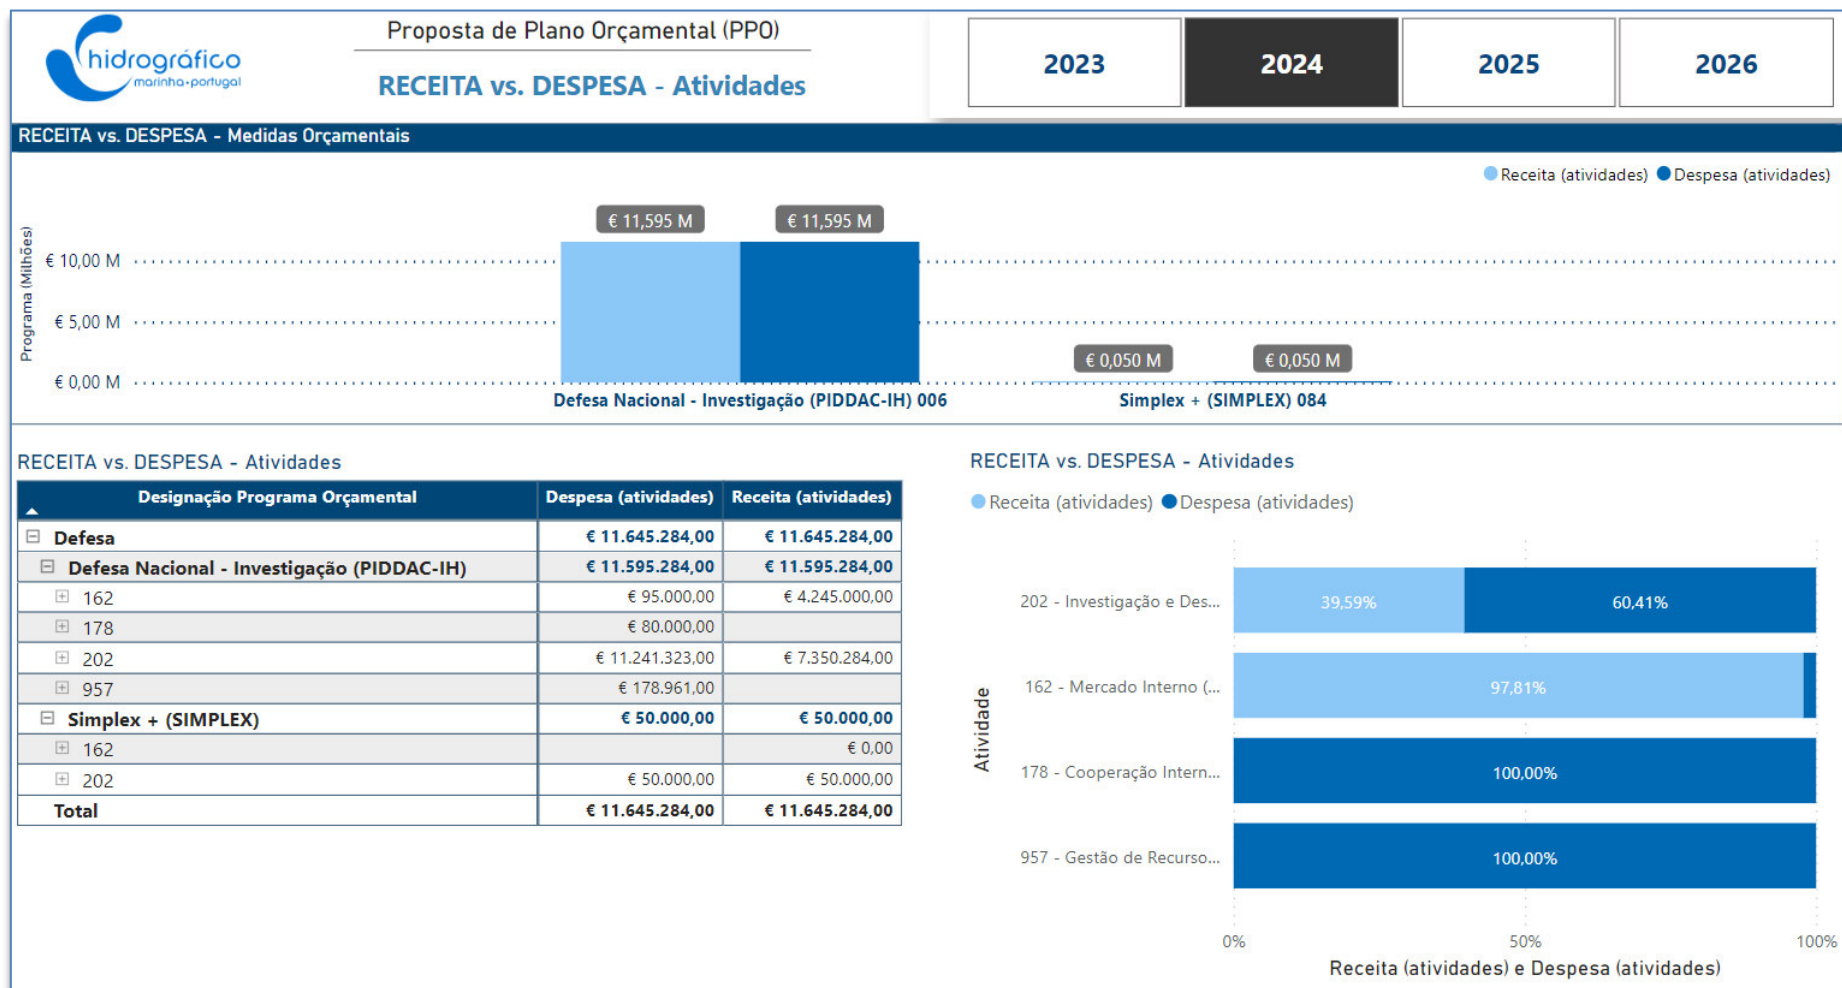 hidrográfico
marinha•portugal
Proposta de Plano Orçamental (PPO)
RECEITA vs. DESPESA - Atividades
2023 2024 2025 2026
RECEITA vs. DESPESA - Medidas Orçamentais
Receita (atividades) Despesa (atividades)
Programa (Milhões)
€ 10,00 M
€ 5,00 M
€ 0,00 M
€ 11,595 M € 11,595 M
€ 0,050 M € 0,050 M
Defesa Nacional - Investigação (PIDDAC-IH) 006 Simplex + (SIMPLEX) 084
RECEITA vs. DESPESA - Atividades
Designação Programa Orçamental Despesa (atividades) Receita (atividades)
Defesa € 11.645.284,00 € 11.645.284,00
Defesa Nacional - Investigação (PIDDAC-IH) € 11.595.284,00 € 11.595.284,00
162 € 95.000,00 € 4.245.000,00
178 € 80.000,00
202 € 11.241.323,00 € 7.350.284,00
957 € 178.961,00
Simplex + (SIMPLEX) € 50.000,00 € 50.000,00
162 € 0,00
202 € 50.000,00 € 50.000,00
Total € 11.645.284,00 € 11.645.284,00
RECEITA vs. DESPESA - Atividades
Receita (atividades) Despesa (atividades)
Atividade
202 - Investigação e Des... 39,59% 60,41%
162 - Mercado Interno (... 97,81%
178 - Cooperação Intern... 100,00%
957 - Gestão de Recurso... 100,00%
0% 50% 100%
Receita (atividades) e Despesa (atividades)